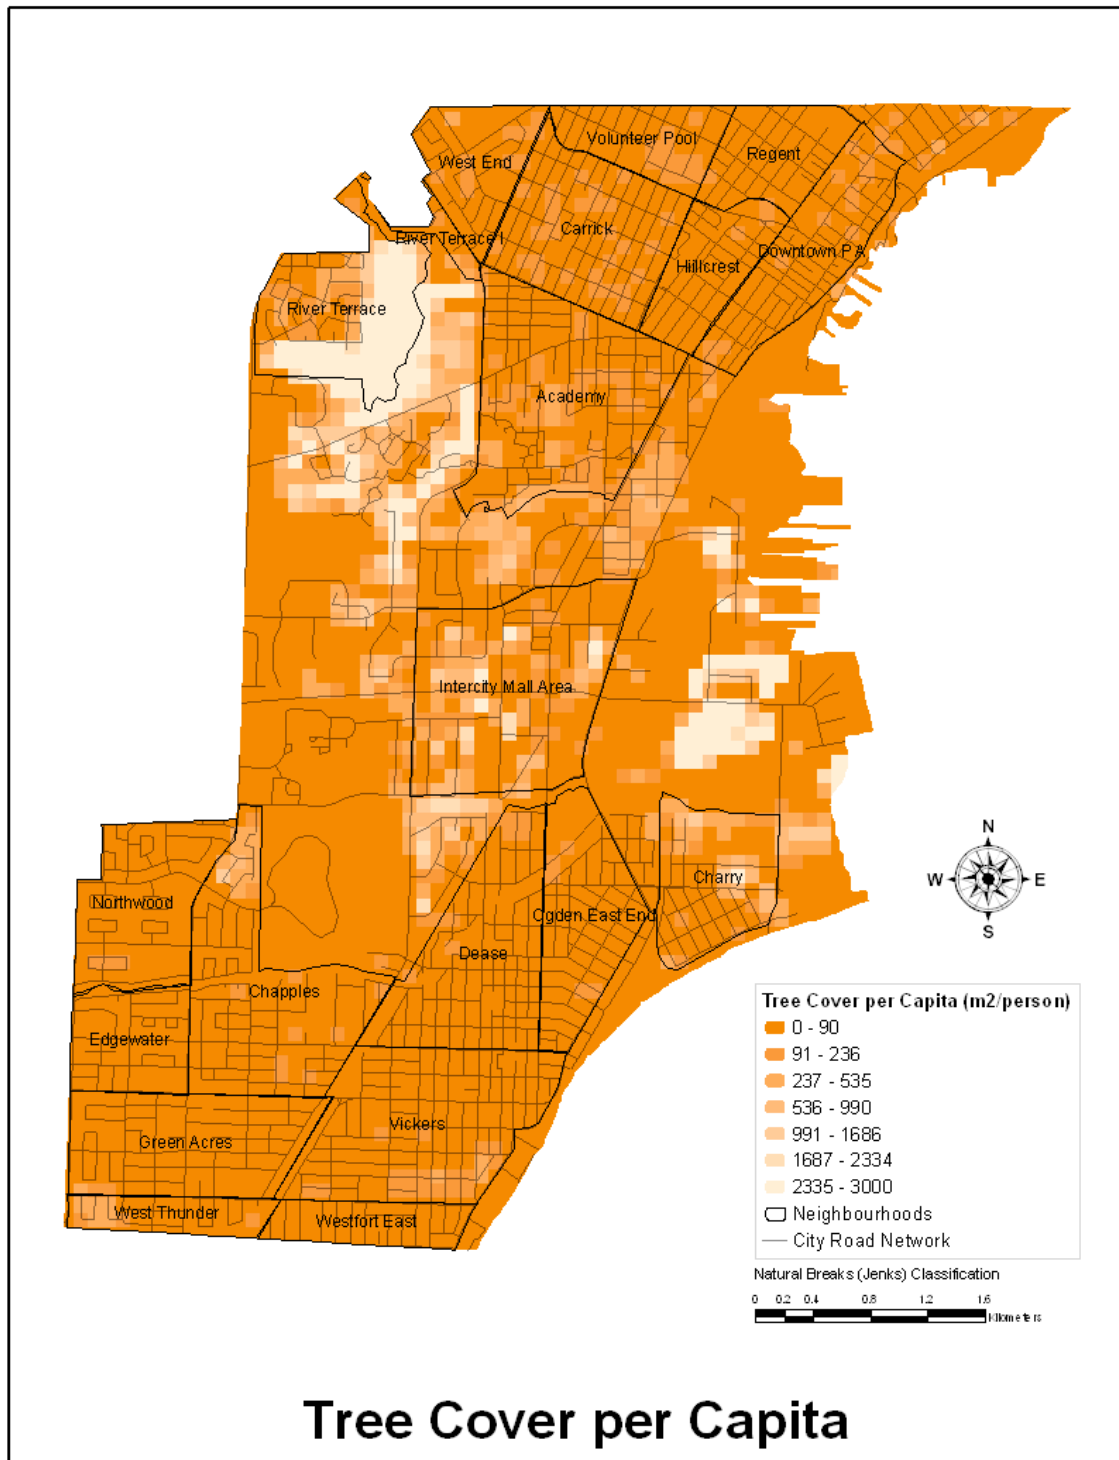 Volunteer Pool
Regent
West End
Carrick
River Terrace I
Downtown P A
Hillcrest
River Terrace
Academy
Intercity Mall Area
Charry
Northwood
Ogden East End
Dease
Chapples
Edgewater
Vickers
Green Acres
West Thunder
Westfort East
N
W
E
S
Tree Cover per Capita (m2/person)
0 - 90
91 - 236
237 - 535
536 - 990
991 - 1686
1687 - 2334
2335 - 3000
Neighbourhoods
City Road Network
Natural Breaks (Jenks) Classification
0 0.2 0.4 0.8 1.2 1.6
Kilometers
Tree Cover per Capita